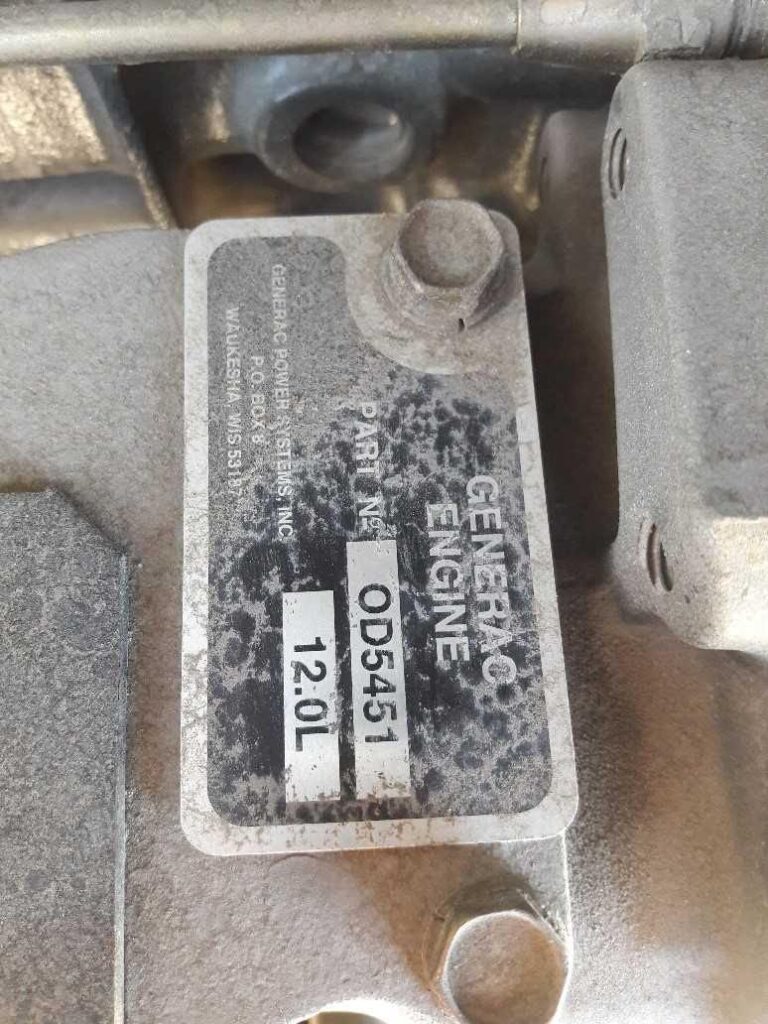 GENERAC
ENGINE
PART Nº
OD5451
12.0L
GENERAC POWER SYSTEMS, INC.
P.O. BOX 8
WAUKESHA, WIS 53187